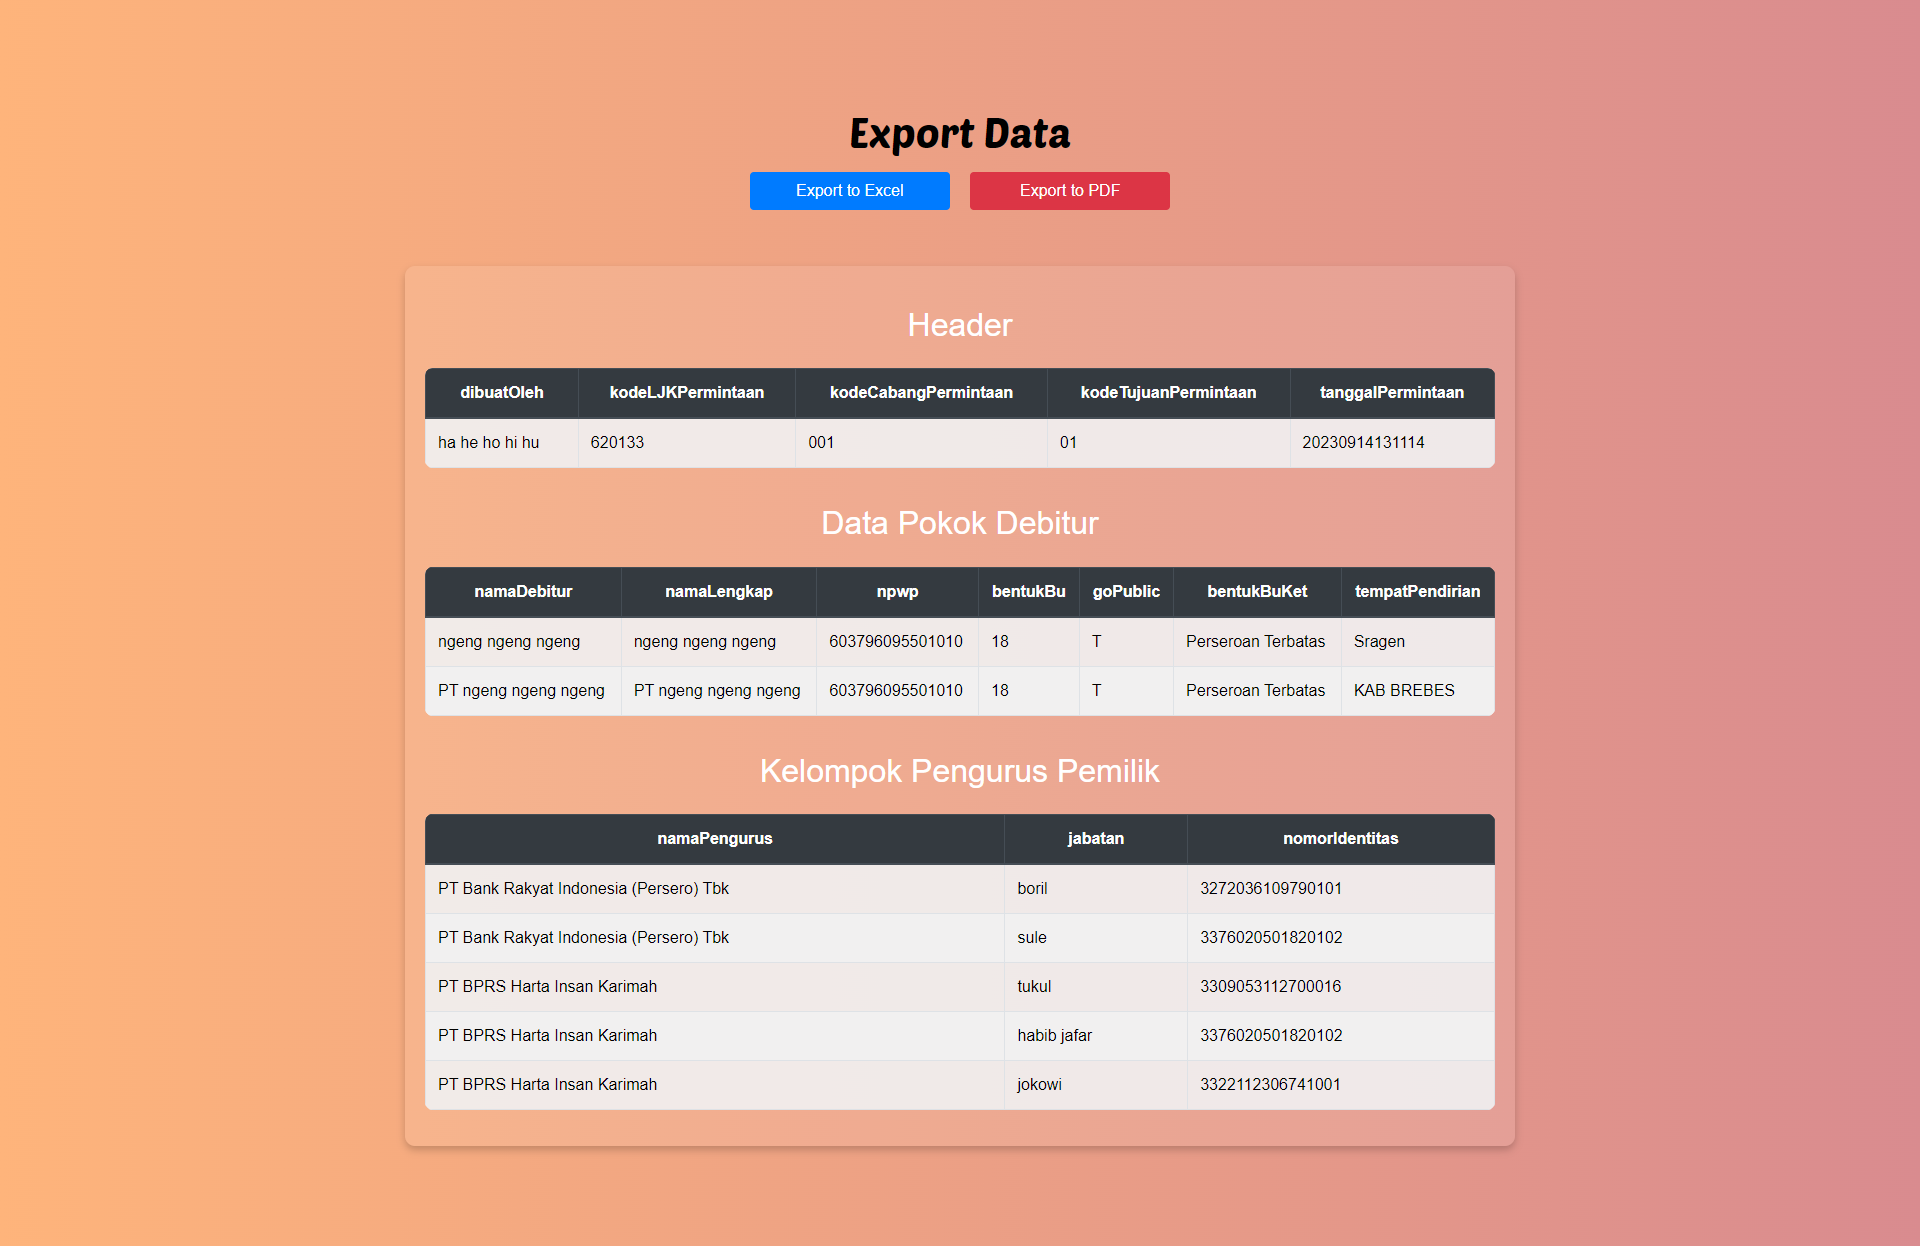 Export Data
Export to Excel Export to PDF
Header
dibuatOleh kodeLJKPermintaan kodeCabangPermintaan kodeTujuanPermintaan tanggalPermintaan
ha he ho hi hu 620133 001 01 20230914131114
Data Pokok Debitur
namaDebitur namaLengkap npwp bentukBu goPublic bentukBuKet tempatPendirian
ngeng ngeng ngeng ngeng ngeng ngeng 603796095501010 18 T Perseroan Terbatas Sragen
PT ngeng ngeng ngeng PT ngeng ngeng ngeng 603796095501010 18 T Perseroan Terbatas KAB BREBES
Kelompok Pengurus Pemilik
namaPengurus jabatan nomorIdentitas
PT Bank Rakyat Indonesia (Persero) Tbk boril 3272036109790101
PT Bank Rakyat Indonesia (Persero) Tbk sule 3376020501820102
PT BPRS Harta Insan Karimah tukul 3309053112700016
PT BPRS Harta Insan Karimah habib jafar 3376020501820102
PT BPRS Harta Insan Karimah jokowi 3322112306741001